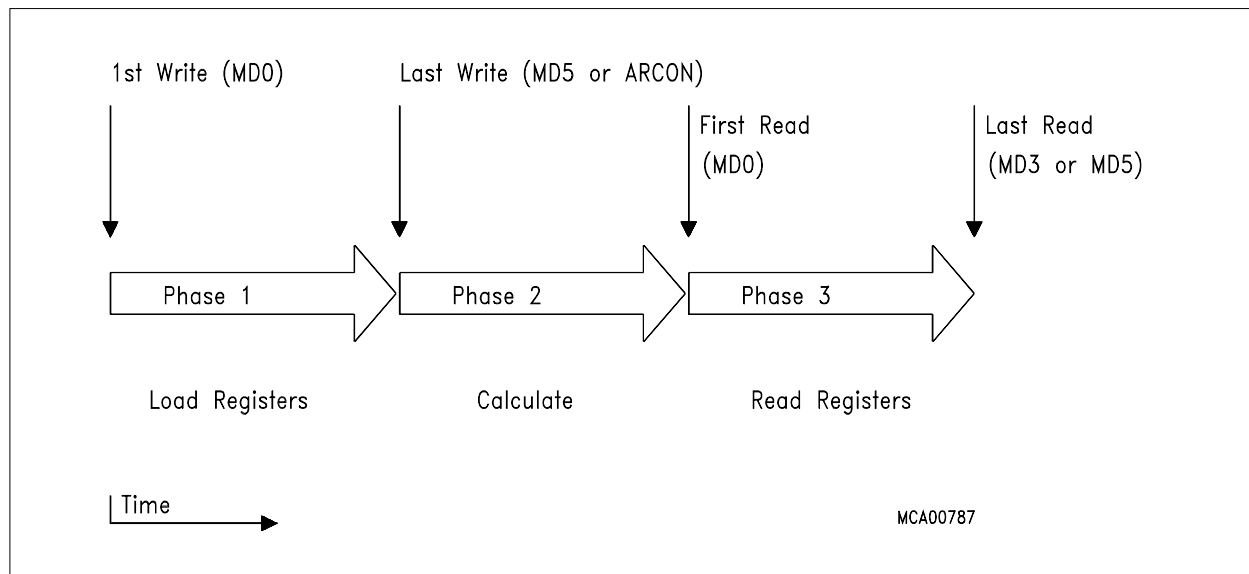 1st Write (MD0)
Last Write (MD5 or ARCON)
First Read
(MD0)
Last Read
(MD3 or MD5)
Phase 1
Phase 2
Phase 3
Load Registers
Calculate
Read Registers
Time
MCA00787